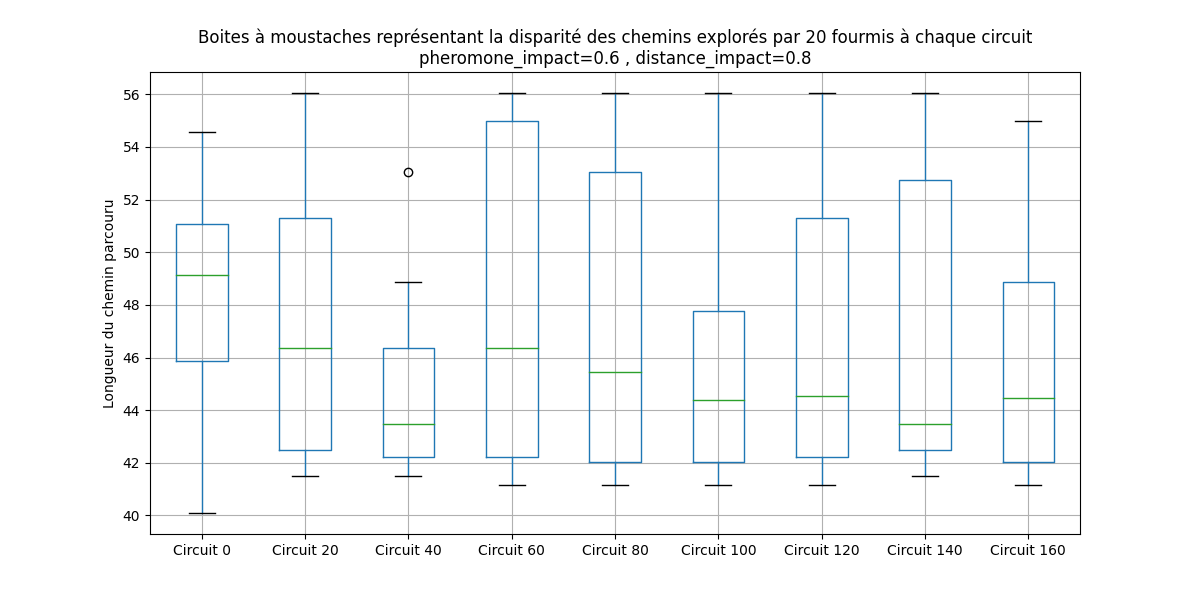 Boites à moustaches représentant la disparité des chemins explorés par 20 fourmis à chaque circuit
pheromone_impact=0.6 , distance_impact=0.8
Longueur du chemin parcouru
56
54
52
50
48
46
44
42
40
Circuit 0 Circuit 20 Circuit 40 Circuit 60 Circuit 80 Circuit 100 Circuit 120 Circuit 140 Circuit 160